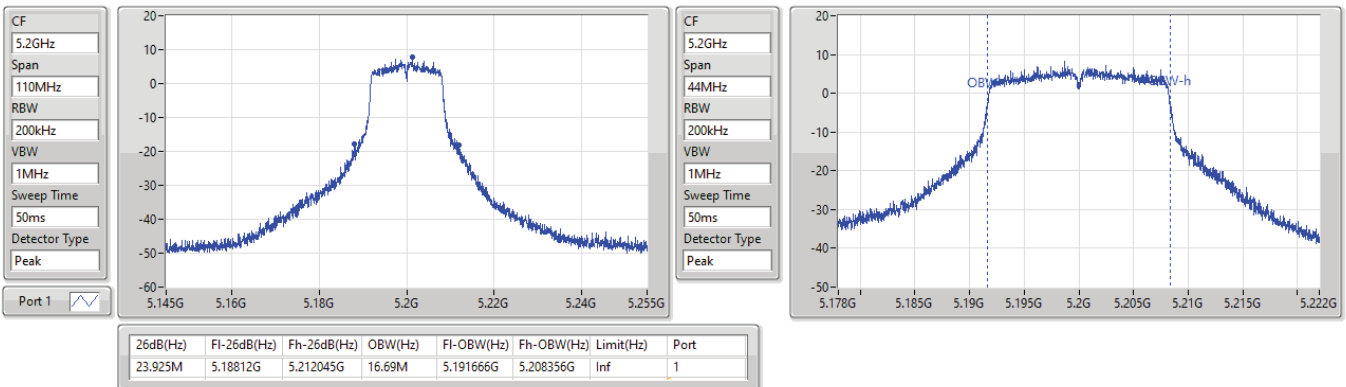 CF
5.2GHz
Span
110MHz
RBW
200kHz
VBW
1MHz
Sweep Time
50ms
Detector Type
Peak
Port 1
20
10
0
-10
-20
-30
-40
-50
-60
5.145G 5.16G 5.18G 5.2G 5.22G 5.24G 5.255G
CF
5.2GHz
Span
44MHz
RBW
200kHz
VBW
1MHz
Sweep Time
50ms
Detector Type
Peak
20
10
0
-10
-20
-30
-40
-50
5.178G 5.185G 5.19G 5.195G 5.2G 5.205G 5.21G 5.215G 5.222G
26dB(Hz) Fl-26dB(Hz) Fh-26dB(Hz) OBW(Hz) Fl-OBW(Hz) Fh-OBW(Hz) Limit(Hz) Port
23.925M 5.18812G 5.212045G 16.69M 5.191666G 5.208356G Inf 1